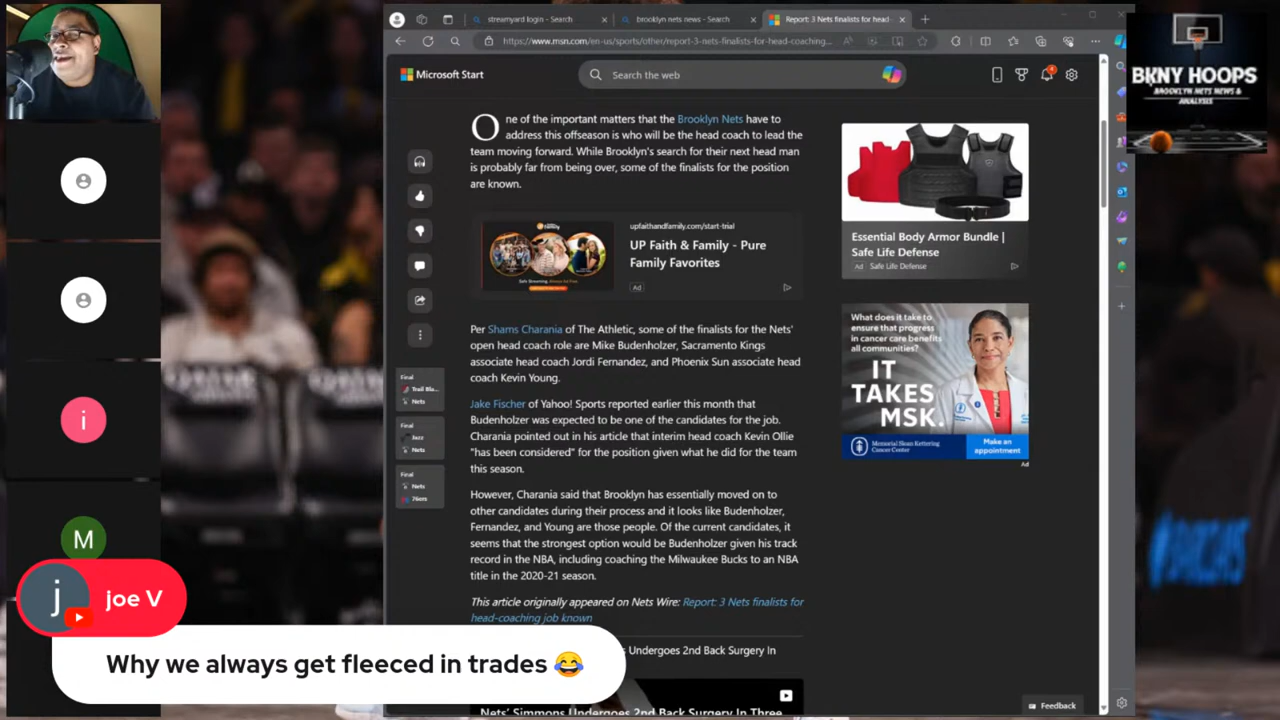 streamyard login - Search
brooklyn nets news - Search
Report: 3 Nets finalists for head
https://www.msn.com/en-us/sports/other/report-3-nets-finalists-for-head-coaching...
Microsoft Start
Search the web
4
BKNY HOOPS
BROOKLYN NETS NEWS &
ANALYSIS
One of the important matters that the Brooklyn Nets have to
address this offseason is who will be the head coach to lead the
team moving forward. While Brooklyn's search for their next head man
is probably far from being over, some of the finalists for the position
are known.
upfaithandfamily.com/start-trial
UP Faith & Family - Pure
Family Favorites
Ad
Essential Body Armor Bundle |
Safe Life Defense
Ad Safe Life Defense
Per Shams Charania of The Athletic, some of the finalists for the Nets'
open head coach role are Mike Budenholzer, Sacramento Kings
associate head coach Jordi Fernandez, and Phoenix Sun associate head
coach Kevin Young.
Jake Fischer of Yahoo! Sports reported earlier this month that
Budenholzer was expected to be one of the candidates for the job.
Charania pointed out in his article that interim head coach Kevin Ollie
"has been considered" for the position given what he did for the team
this season.
However, Charania said that Brooklyn has essentially moved on to
other candidates during their process and it looks like Budenholzer,
Fernandez, and Young are those people. Of the current candidates, it
seems that the strongest option would be Budenholzer given his track
record in the NBA, including coaching the Milwaukee Bucks to an NBA
title in the 2020-21 season.
This article originally appeared on Nets Wire: Report: 3 Nets finalists for
head-coaching job known
Undergoes 2nd Back Surgery In
Nets' Simmons Undergoes 2nd Back Surgery In Three
What does it take to
ensure that progress
in cancer care benefits
all communities?
IT
TAKES
MSK.
Memorial Sloan Kettering
Cancer Center
Make an
appointment
Ad
Final
Trail Bla...
Nets
Final
Jazz
Nets
Final
Nets
76ers
Feedback
i
M
j
joe V
Why we always get fleeced in trades 😂